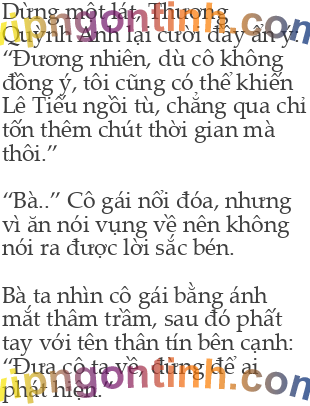 Dừng một lát, Thượng
Quỳnh Anh lại cười đầy ẩn ý:
“Đương nhiên, dù cô không
đồng ý, tôi cũng có thể khiến
Lê Tiếu ngồi tù, chẳng qua chỉ
tốn thêm chút thời gian mà
thôi.”
“Bà..” Cô gái nổi đóa, nhưng
vì ăn nói vụng về nên không
nói ra được lời sắc bén.
Bà ta nhìn cô gái bằng ánh
mắt thâm trầm, sau đó phất
tay với tên thân tín bên cạnh:
“Đưa cô ta về, đừng để ai
phát hiện.”
vipngontinh.com
vipngontinh.com